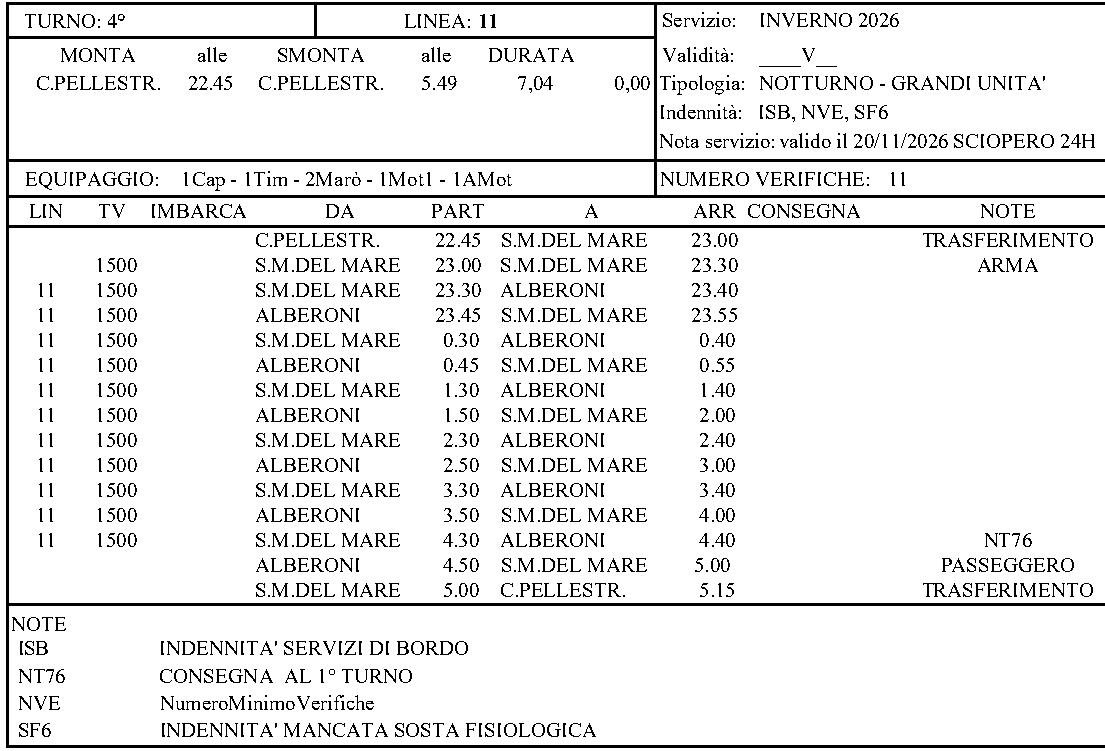 TURNO: 4° LINEA: 11 Servizio: INVERNO 2026
MONTA alle SMONTA alle DURATA Validità: ____V__
C.PELLESTR. 22.45 C.PELLESTR. 5.49 7,04 0,00 Tipologia: NOTTURNO - GRANDI UNITA'
Indennità: ISB, NVE, SF6
Nota servizio: valido il 20/11/2026 SCIOPERO 24H
EQUIPAGGIO: 1Cap - 1Tim - 2Marò - 1Mot1 - 1AMot NUMERO VERIFICHE: 11
LIN TV IMBARCA DA PART A ARR CONSEGNA NOTE
C.PELLESTR. 22.45 S.M.DEL MARE 23.00 TRASFERIMENTO
1500 S.M.DEL MARE 23.00 S.M.DEL MARE 23.30 ARMA
11 1500 S.M.DEL MARE 23.30 ALBERONI 23.40
11 1500 ALBERONI 23.45 S.M.DEL MARE 23.55
11 1500 S.M.DEL MARE 0.30 ALBERONI 0.40
11 1500 ALBERONI 0.45 S.M.DEL MARE 0.55
11 1500 S.M.DEL MARE 1.30 ALBERONI 1.40
11 1500 ALBERONI 1.50 S.M.DEL MARE 2.00
11 1500 S.M.DEL MARE 2.30 ALBERONI 2.40
11 1500 ALBERONI 2.50 S.M.DEL MARE 3.00
11 1500 S.M.DEL MARE 3.30 ALBERONI 3.40
11 1500 ALBERONI 3.50 S.M.DEL MARE 4.00
11 1500 S.M.DEL MARE 4.30 ALBERONI 4.40 NT76
ALBERONI 4.50 S.M.DEL MARE 5.00 PASSEGGERO
S.M.DEL MARE 5.00 C.PELLESTR. 5.15 TRASFERIMENTO
NOTE
ISB INDENNITA' SERVIZI DI BORDO
NT76 CONSEGNA AL 1° TURNO
NVE NumeroMinimoVerifiche
SF6 INDENNITA' MANCATA SOSTA FISIOLOGICA